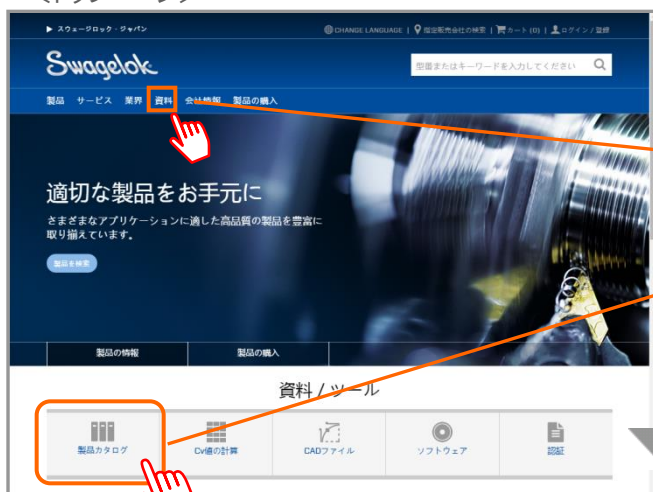 ▶ スウェージロック・ジャパン
CHANGE LANGUAGE | 指定販売会社の検索 | カート (0) | ログイン / 登録
Swagelok
型番またはキーワードを入力してください
製品 サービス 業界 資料 会社情報 製品の購入
適切な製品をお手元に
さまざまなアプリケーションに適した高品質の製品を豊富に
取り揃えています。
製品を検索
製品の情報 製品の購入
資料 / ツール
製品カタログ Cv値の計算 CADファイル ソフトウェア 認証